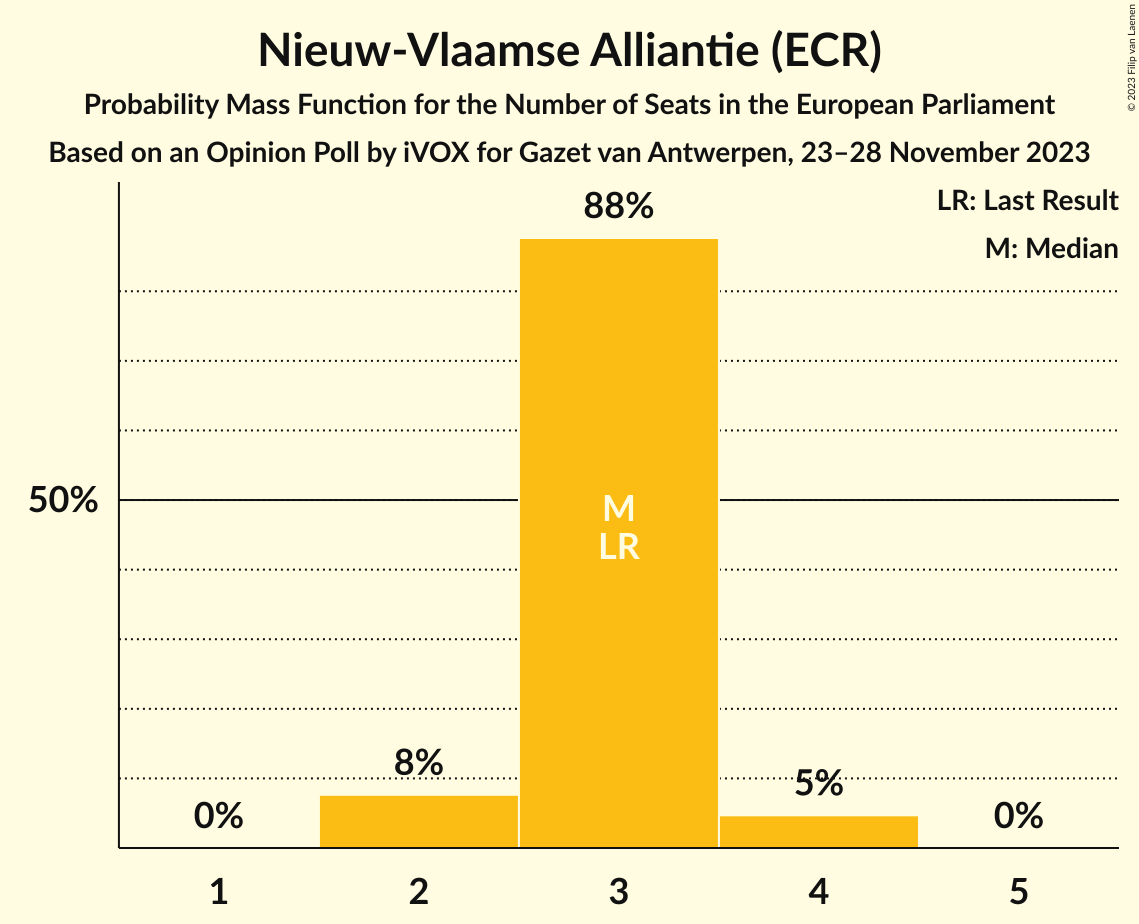 Nieuw-Vlaamse Alliantie (ECR)
Probability Mass Function for the Number of Seats in the European Parliament
Based on an Opinion Poll by iVOX for Gazet van Antwerpen, 23–28 November 2023
© 2023 Filip van Laenen
LR: Last Result
M: Median
88%
50%
M
LR
8%
5%
0%
0%
1
2
3
4
5